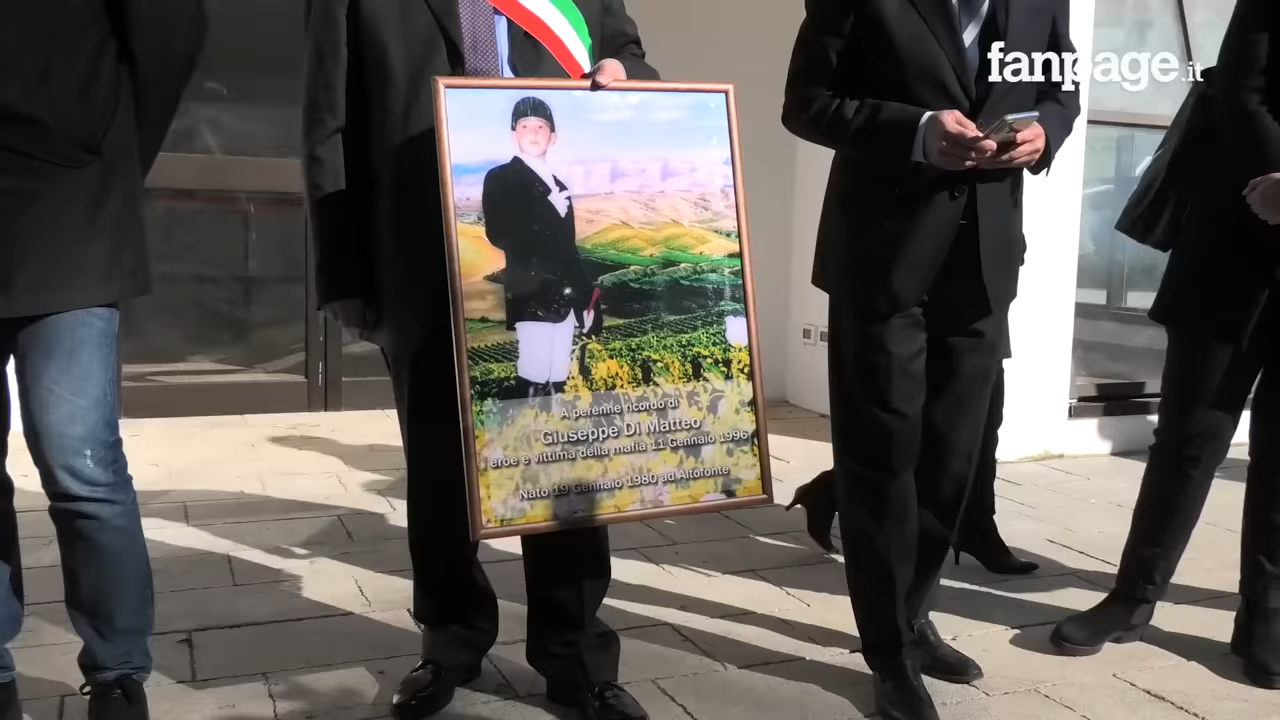 fanpage.it
A perenne ricordo di
Giuseppe Di Matteo
eroe e vittima della mafia 11 Gennaio 1996
Nato 19 Gennaio 1980 ad Altofonte